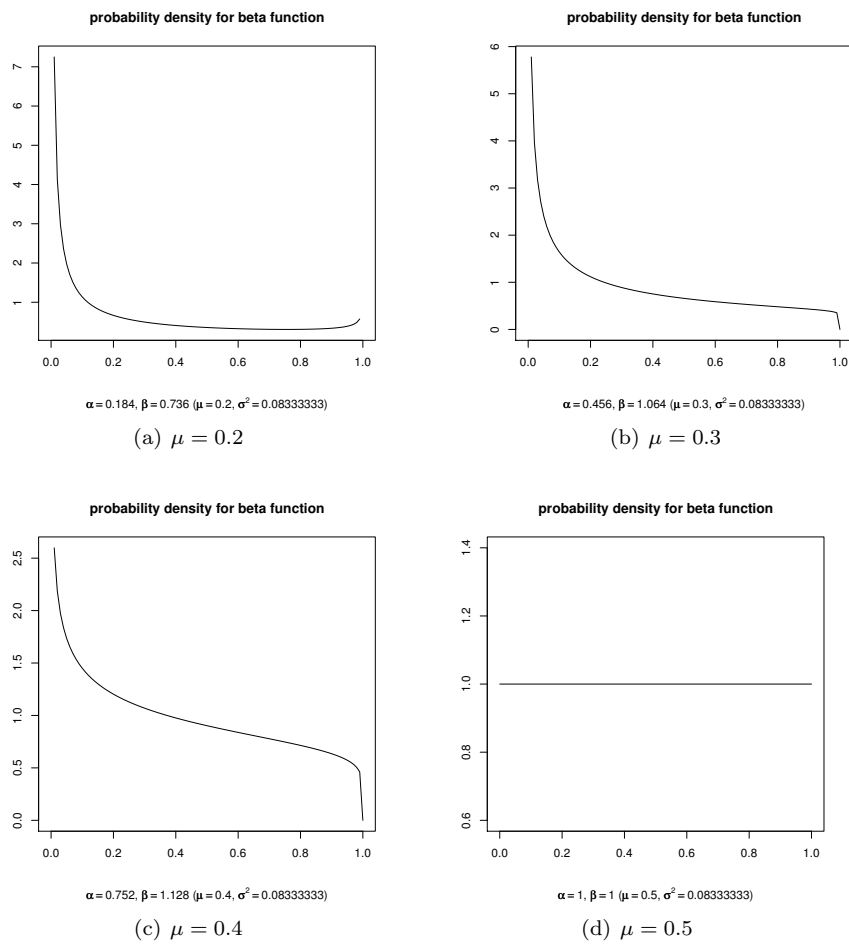 probability density for beta function
7
6
5
4
3
2
1
0.0 0.2 0.4 0.6 0.8 1.0
α = 0.184, β = 0.736 (μ = 0.2, σ² = 0.08333333)
(a) μ = 0.2
probability density for beta function
6
5
4
3
2
1
0
0.0 0.2 0.4 0.6 0.8 1.0
α = 0.456, β = 1.064 (μ = 0.3, σ² = 0.08333333)
(b) μ = 0.3
probability density for beta function
2.5
2.0
1.5
1.0
0.5
0.0
0.0 0.2 0.4 0.6 0.8 1.0
α = 0.752, β = 1.128 (μ = 0.4, σ² = 0.08333333)
(c) μ = 0.4
probability density for beta function
1.4
1.2
1.0
0.8
0.6
0.0 0.2 0.4 0.6 0.8 1.0
α = 1, β = 1 (μ = 0.5, σ² = 0.08333333)
(d) μ = 0.5